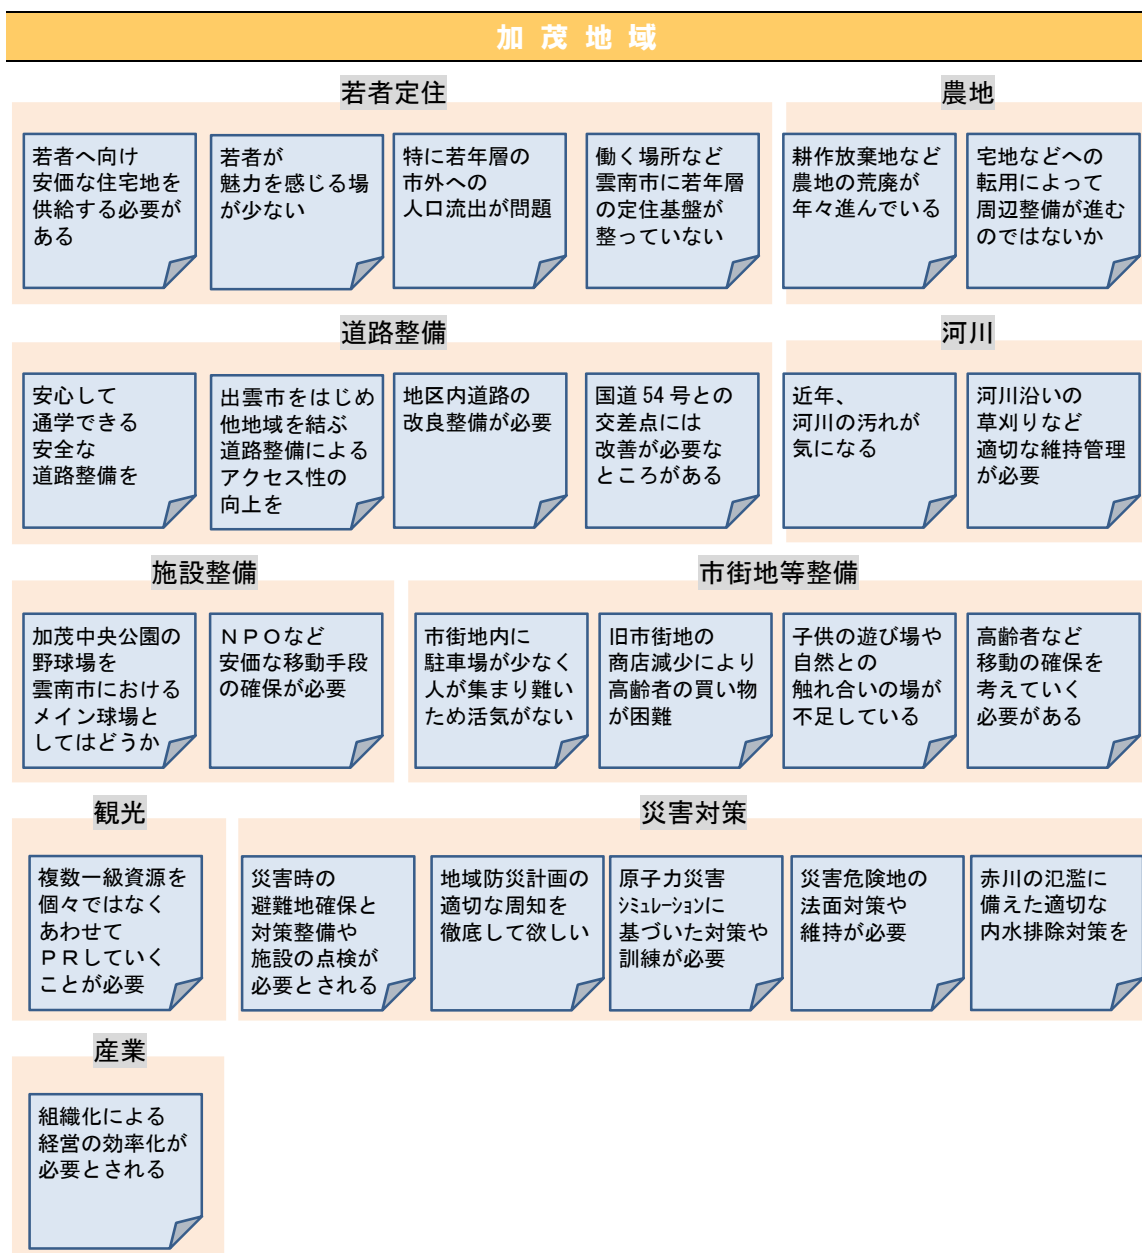 加茂地域
若者定住
若者へ向け
安価な住宅地を
供給する必要が
ある
若者が
魅力を感じる場
が少ない
特に若年層の
市外への
人口流出が問題
働く場所など
雲南市に若年層
の定住基盤が
整っていない
農地
耕作放棄地など
農地の荒廃が
年々進んでいる
宅地などへの
転用によって
周辺整備が進む
のではないか
道路整備
安心して
通学できる
安全な
道路整備を
出雲市をはじめ
他地域を結ぶ
道路整備による
アクセス性の
向上を
地区内道路の
改良整備が必要
国道 54 号との
交差点には
改善が必要な
ところがある
河川
近年、
河川の汚れが
気になる
河川沿いの
草刈りなど
適切な維持管理
が必要
施設整備
加茂中央公園の
野球場を
雲南市における
メイン球場と
してはどうか
ＮＰＯなど
安価な移動手段
の確保が必要
市街地等整備
市街地内に
駐車場が少なく
人が集まり難い
ため活気がない
旧市街地の
商店減少により
高齢者の買い物
が困難
子供の遊び場や
自然との
触れ合いの場が
不足している
高齢者など
移動の確保を
考えていく
必要がある
観光
複数一級資源を
個々ではなく
あわせて
ＰＲしていく
ことが必要
災害対策
災害時の
避難地確保と
対策整備や
施設の点検が
必要とされる
地域防災計画の
適切な周知を
徹底して欲しい
原子力災害
ｼﾐｭﾚｰｼｮﾝに
基づいた対策や
訓練が必要
災害危険地の
法面対策や
維持が必要
赤川の氾濫に
備えた適切な
内水排除対策を
産業
組織化による
経営の効率化が
必要とされる